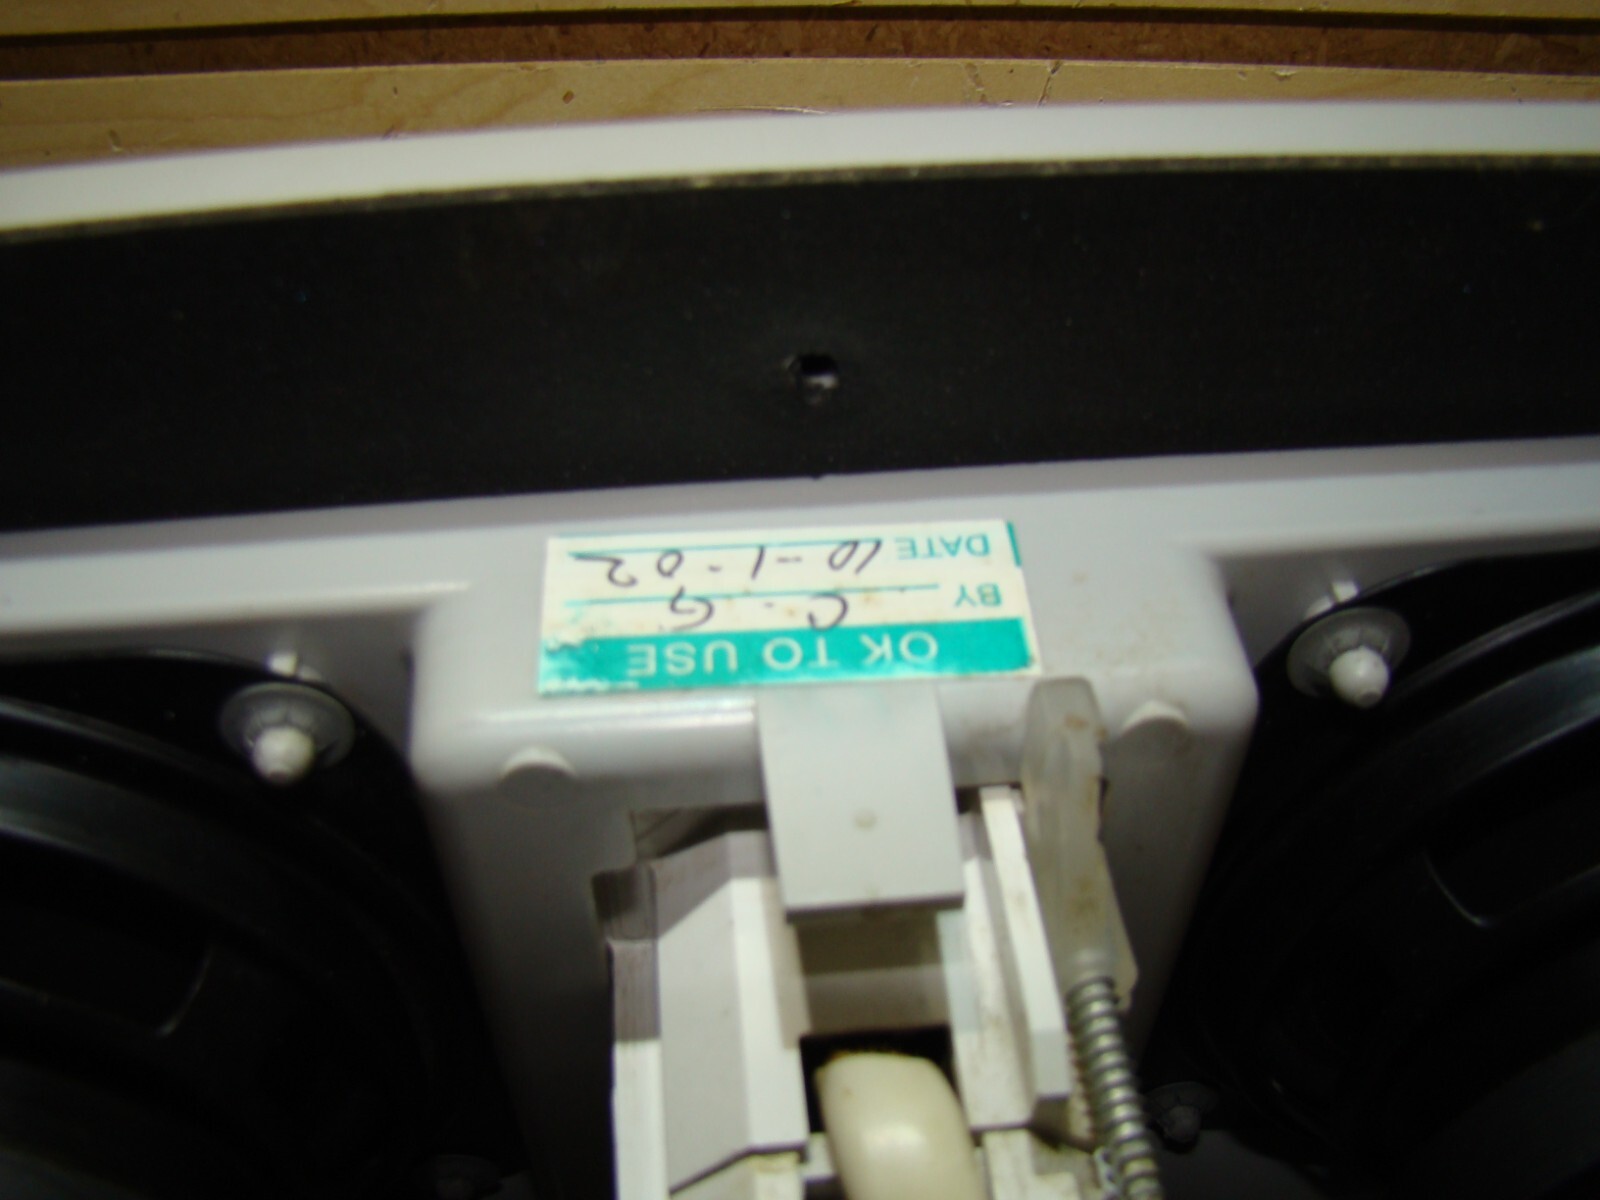 OK TO USE
BY C. G
DATE 10-1-02